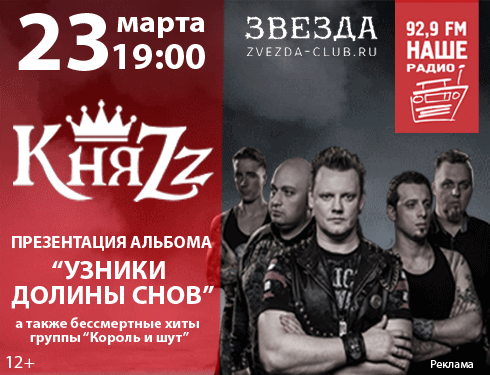 23 марта
19:00
ЗВЕЗДА
ZVEZDA-CLUB.RU
92,9 FM
НАШЕ
РАДИО
КняZz
ПРЕЗЕНТАЦИЯ АЛЬБОМА
“УЗНИКИ
ДОЛИНЫ СНОВ”
а также бессмертные хиты
группы “Король и шут”
12+
Реклама